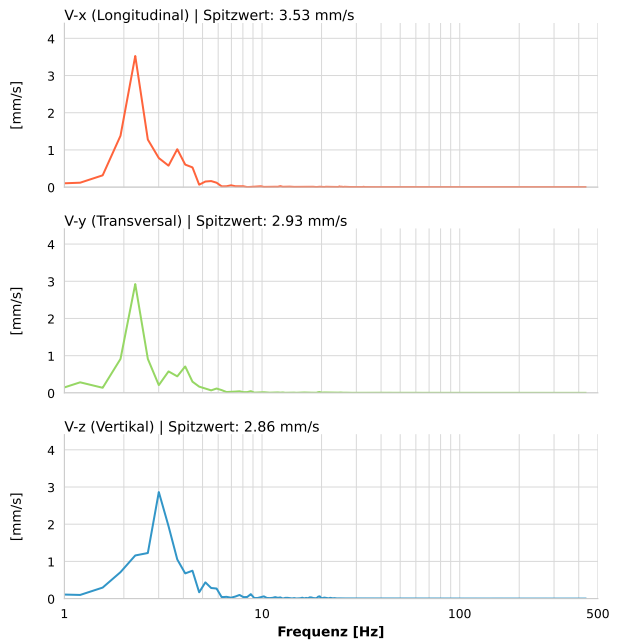 V-x (Longitudinal) | Spitzwert: 3.53 mm/s
4
3
2
1
0
[mm/s]
V-y (Transversal) | Spitzwert: 2.93 mm/s
4
3
2
1
0
[mm/s]
V-z (Vertikal) | Spitzwert: 2.86 mm/s
4
3
2
1
0
[mm/s]
1 10 100 500
Frequenz [Hz]